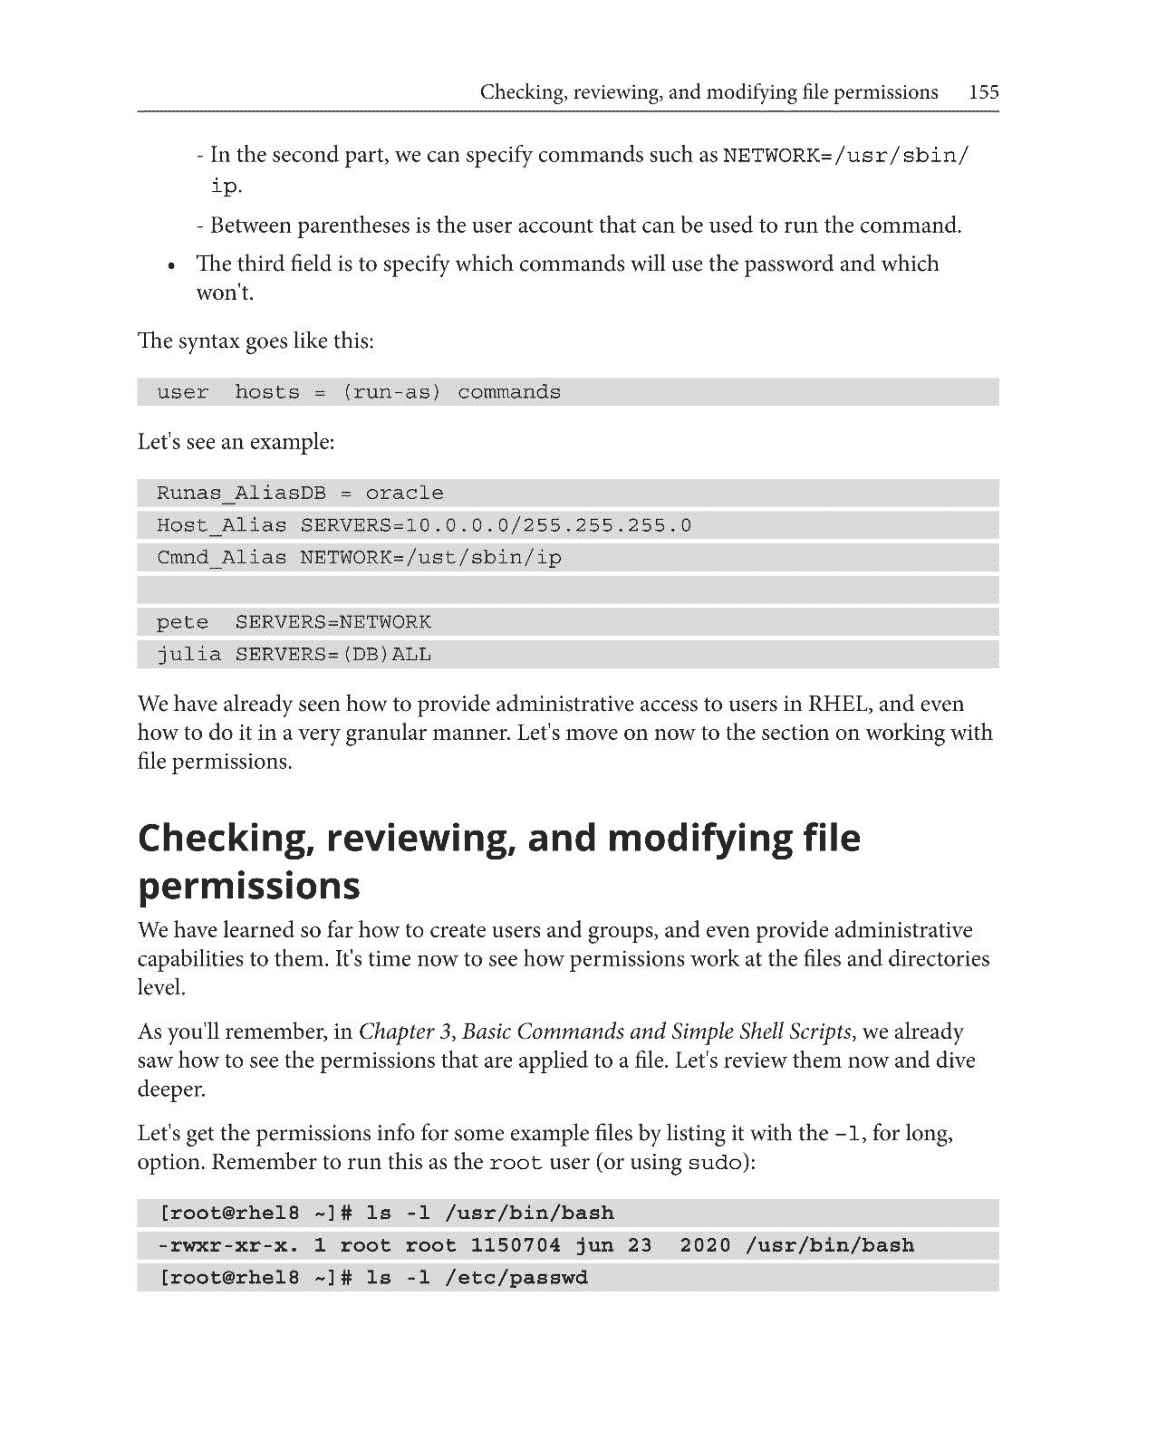 Checking, reviewing, and modifying file permissions 155
- In the second part, we can specify commands such as NETWORK=/usr/sbin/
ip.
- Between parentheses is the user account that can be used to run the command.
• The third field is to specify which commands will use the password and which
won't.
The syntax goes like this:
user hosts = (run-as) commands
Let's see an example:
Runas_AliasDB = oracle
Host_Alias SERVERS=10.0.0.0/255.255.255.0
Cmnd_Alias NETWORK=/ust/sbin/ip
pete SERVERS=NETWORK
julia SERVERS=(DB)ALL
We have already seen how to provide administrative access to users in RHEL, and even
how to do it in a very granular manner. Let's move on now to the section on working with
file permissions.
Checking, reviewing, and modifying file
permissions
We have learned so far how to create users and groups, and even provide administrative
capabilities to them. It's time now to see how permissions work at the files and directories
level.
As you'll remember, in Chapter 3, Basic Commands and Simple Shell Scripts, we already
saw how to see the permissions that are applied to a file. Let's review them now and dive
deeper.
Let's get the permissions info for some example files by listing it with the -l, for long,
option. Remember to run this as the root user (or using sudo):
[root@rhel8 ~]# ls -l /usr/bin/bash
-rwxr-xr-x. 1 root root 1150704 jun 23 2020 /usr/bin/bash
[root@rhel8 ~]# ls -l /etc/passwd